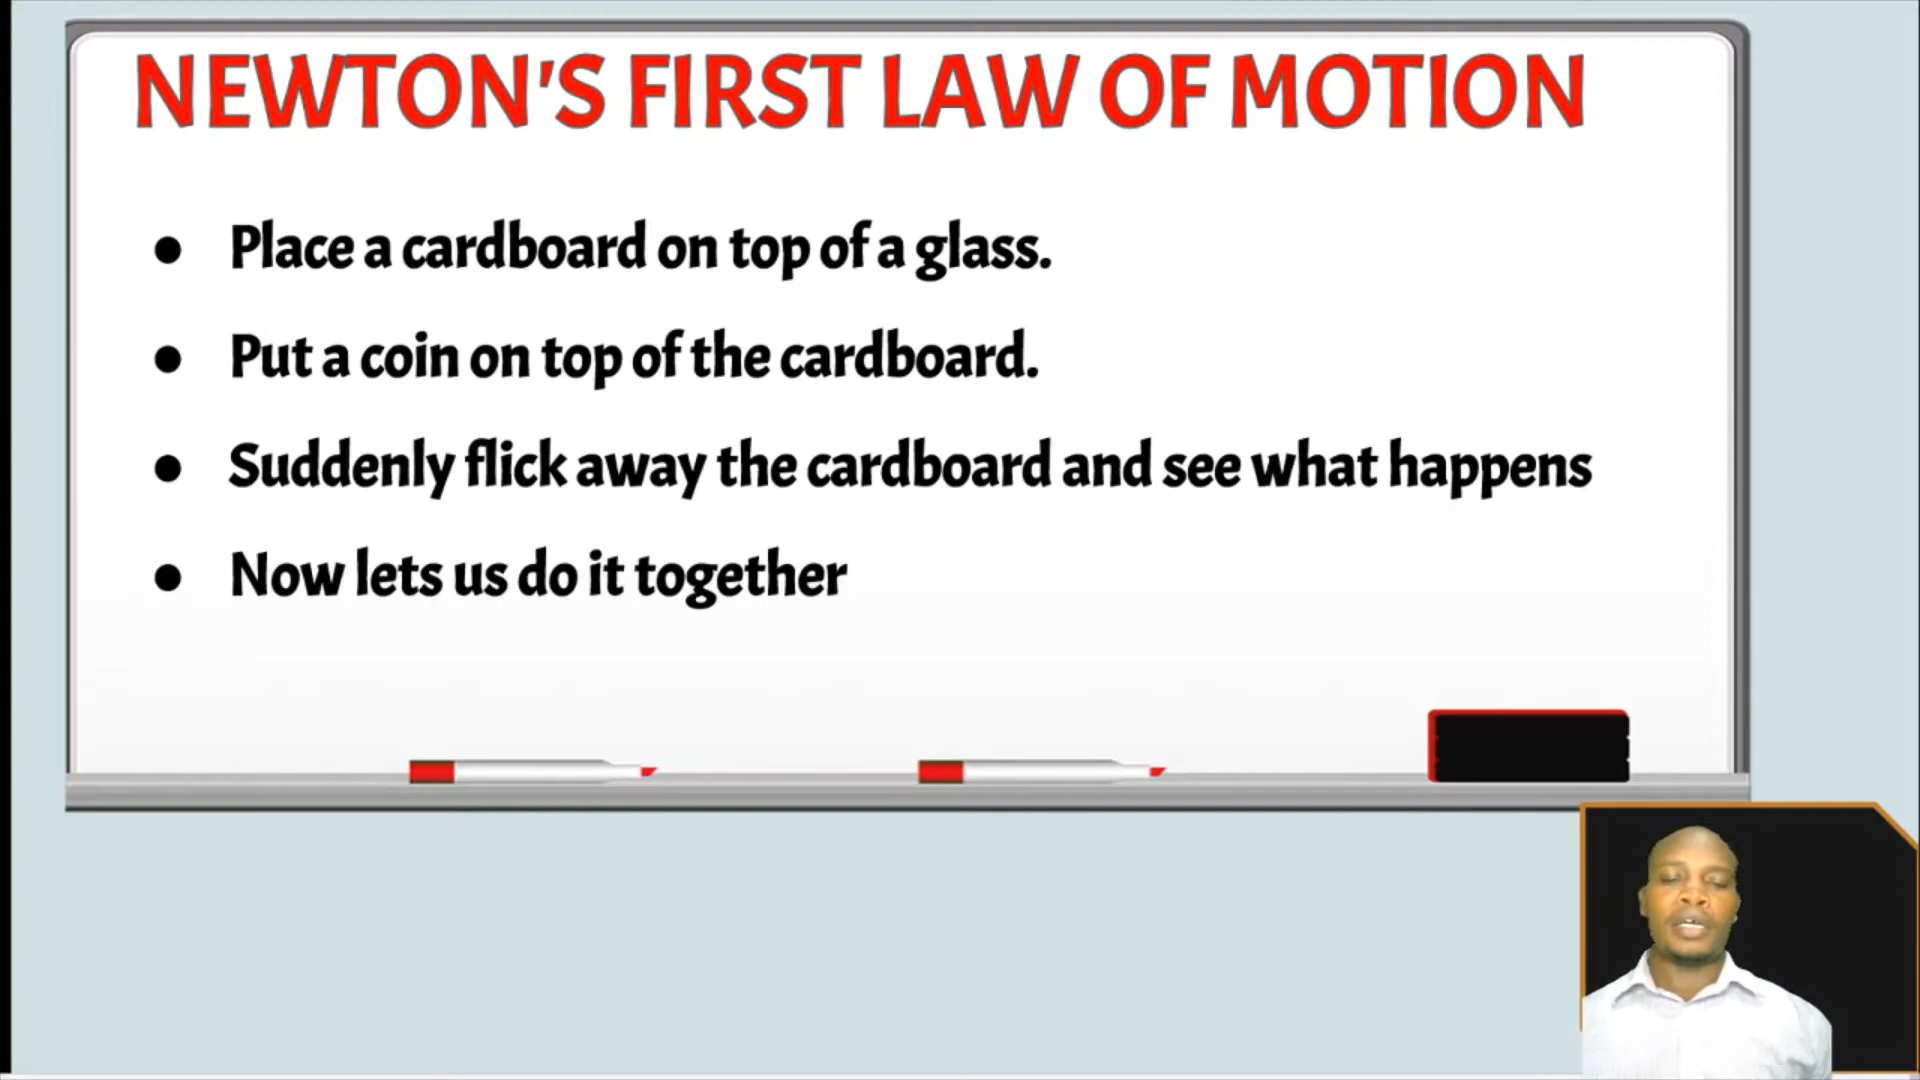 NEWTON'S FIRST LAW OF MOTION
● Place a cardboard on top of a glass.
● Put a coin on top of the cardboard.
● Suddenly flick away the cardboard and see what happens
● Now lets us do it together